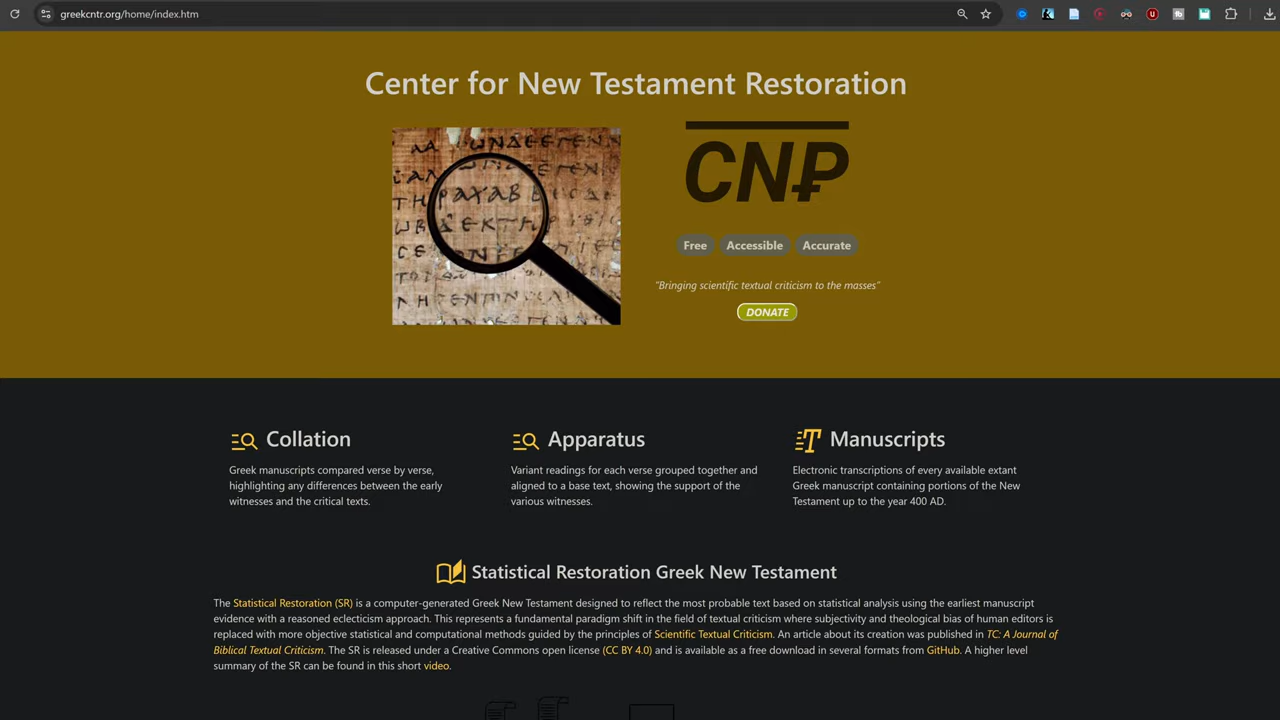 greekcntr.org/home/index.htm
Center for New Testament Restoration
ΡΑΧΑΒ
CNP
Free Accessible Accurate
"Bringing scientific textual criticism to the masses"
DONATE
Collation
Greek manuscripts compared verse by verse,
highlighting any differences between the early
witnesses and the critical texts.
Apparatus
Variant readings for each verse grouped together and
aligned to a base text, showing the support of the
various witnesses.
Manuscripts
Electronic transcriptions of every available extant
Greek manuscript containing portions of the New
Testament up to the year 400 AD.
Statistical Restoration Greek New Testament
The Statistical Restoration (SR) is a computer-generated Greek New Testament designed to reflect the most probable text based on statistical analysis using the earliest manuscript
evidence with a reasoned eclecticism approach. This represents a fundamental paradigm shift in the field of textual criticism where subjectivity and theological bias of human editors is
replaced with more objective statistical and computational methods guided by the principles of Scientific Textual Criticism. An article about its creation was published in TC: A Journal of
Biblical Textual Criticism. The SR is released under a Creative Commons open license (CC BY 4.0) and is available as a free download in several formats from GitHub. A higher level
summary of the SR can be found in this short video.